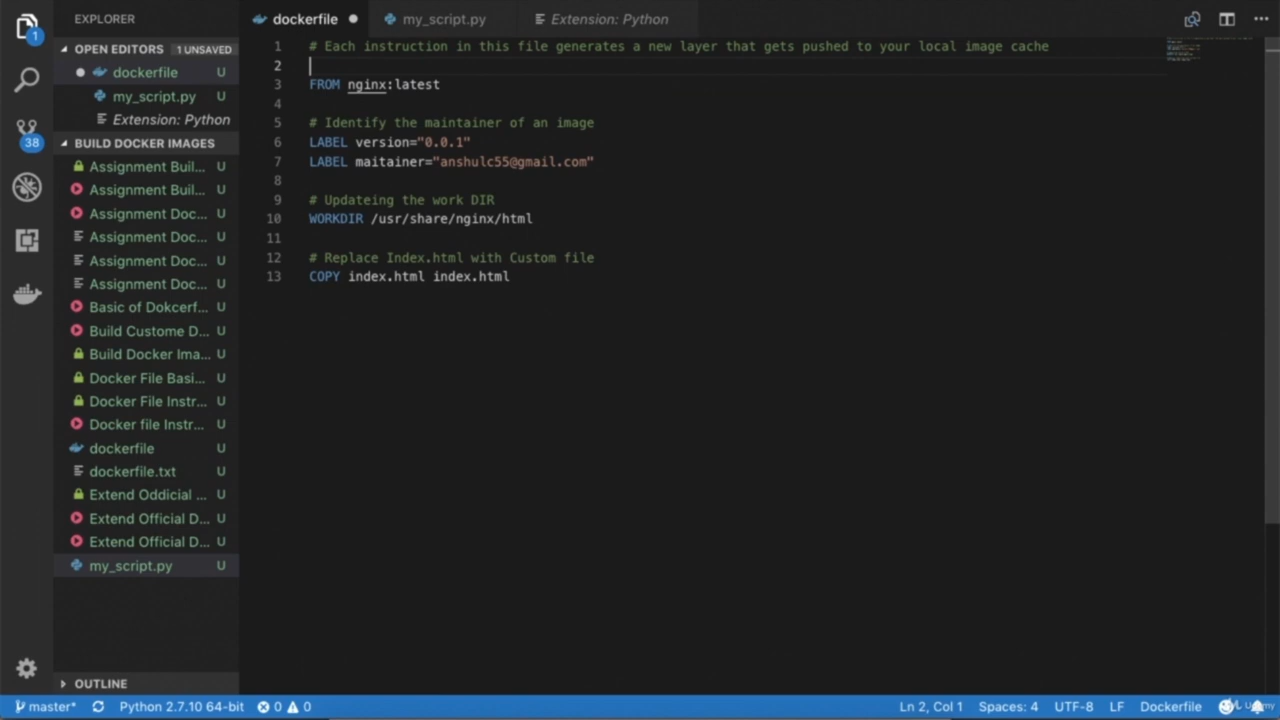 EXPLORER
dockerfile
my_script.py
Extension: Python
OPEN EDITORS 1 UNSAVED
dockerfile U
my_script.py U
Extension: Python
BUILD DOCKER IMAGES
Assignment Buil... U
Assignment Buil... U
Assignment Doc... U
Assignment Doc... U
Assignment Doc... U
Assignment Doc... U
Basic of Dokcerf... U
Build Custome D... U
Build Docker Ima... U
Docker File Basi... U
Docker File Instr... U
Docker file Instr... U
dockerfile U
dockerfile.txt U
Extend Oddicial ... U
Extend Official D... U
Extend Official D... U
my_script.py U
OUTLINE
1
38
1 # Each instruction in this file generates a new layer that gets pushed to your local image cache
2
3 FROM nginx:latest
4
5 # Identify the maintainer of an image
6 LABEL version="0.0.1"
7 LABEL maitainer="anshulc55@gmail.com"
8
9 # Updateing the work DIR
10 WORKDIR /usr/share/nginx/html
11
12 # Replace Index.html with Custom file
13 COPY index.html index.html
master* Python 2.7.10 64-bit 0 0 Ln 2, Col 1 Spaces: 4 UTF-8 LF Dockerfile